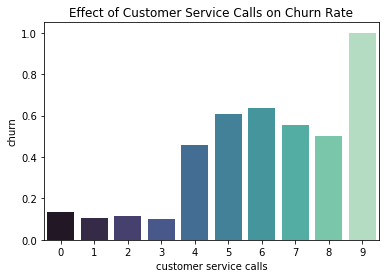 Effect of Customer Service Calls on Churn Rate
1.0
0.8
0.6
0.4
0.2
0.0
churn
0 1 2 3 4 5 6 7 8 9
customer service calls